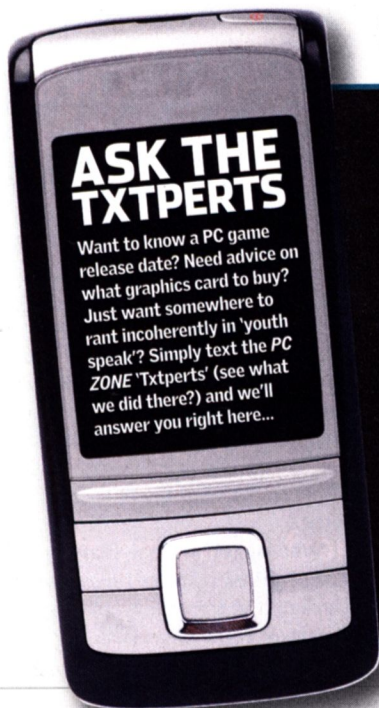 ASK THE
TXTPERTS
Want to know a PC game
release date? Need advice on
what graphics card to buy?
Just want somewhere to
rant incoherently in 'youth
speak'? Simply text the PC
ZONE 'Txtperts' (see what
we did there?) and we'll
answer you right here...